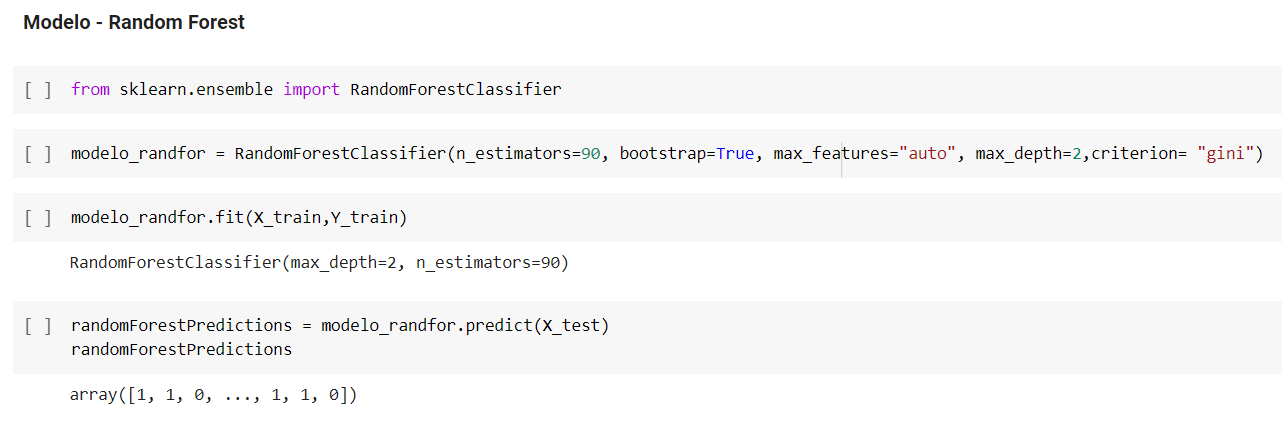 Modelo - Random Forest
[ ] from sklearn.ensemble import RandomForestClassifier
[ ] modelo_randfor = RandomForestClassifier(n_estimators=90, bootstrap=True, max_features="auto", max_depth=2,criterion= "gini")
[ ] modelo_randfor.fit(X_train,Y_train)
RandomForestClassifier(max_depth=2, n_estimators=90)
[ ] randomForestPredictions = modelo_randfor.predict(X_test)
randomForestPredictions
array([1, 1, 0, ..., 1, 1, 0])